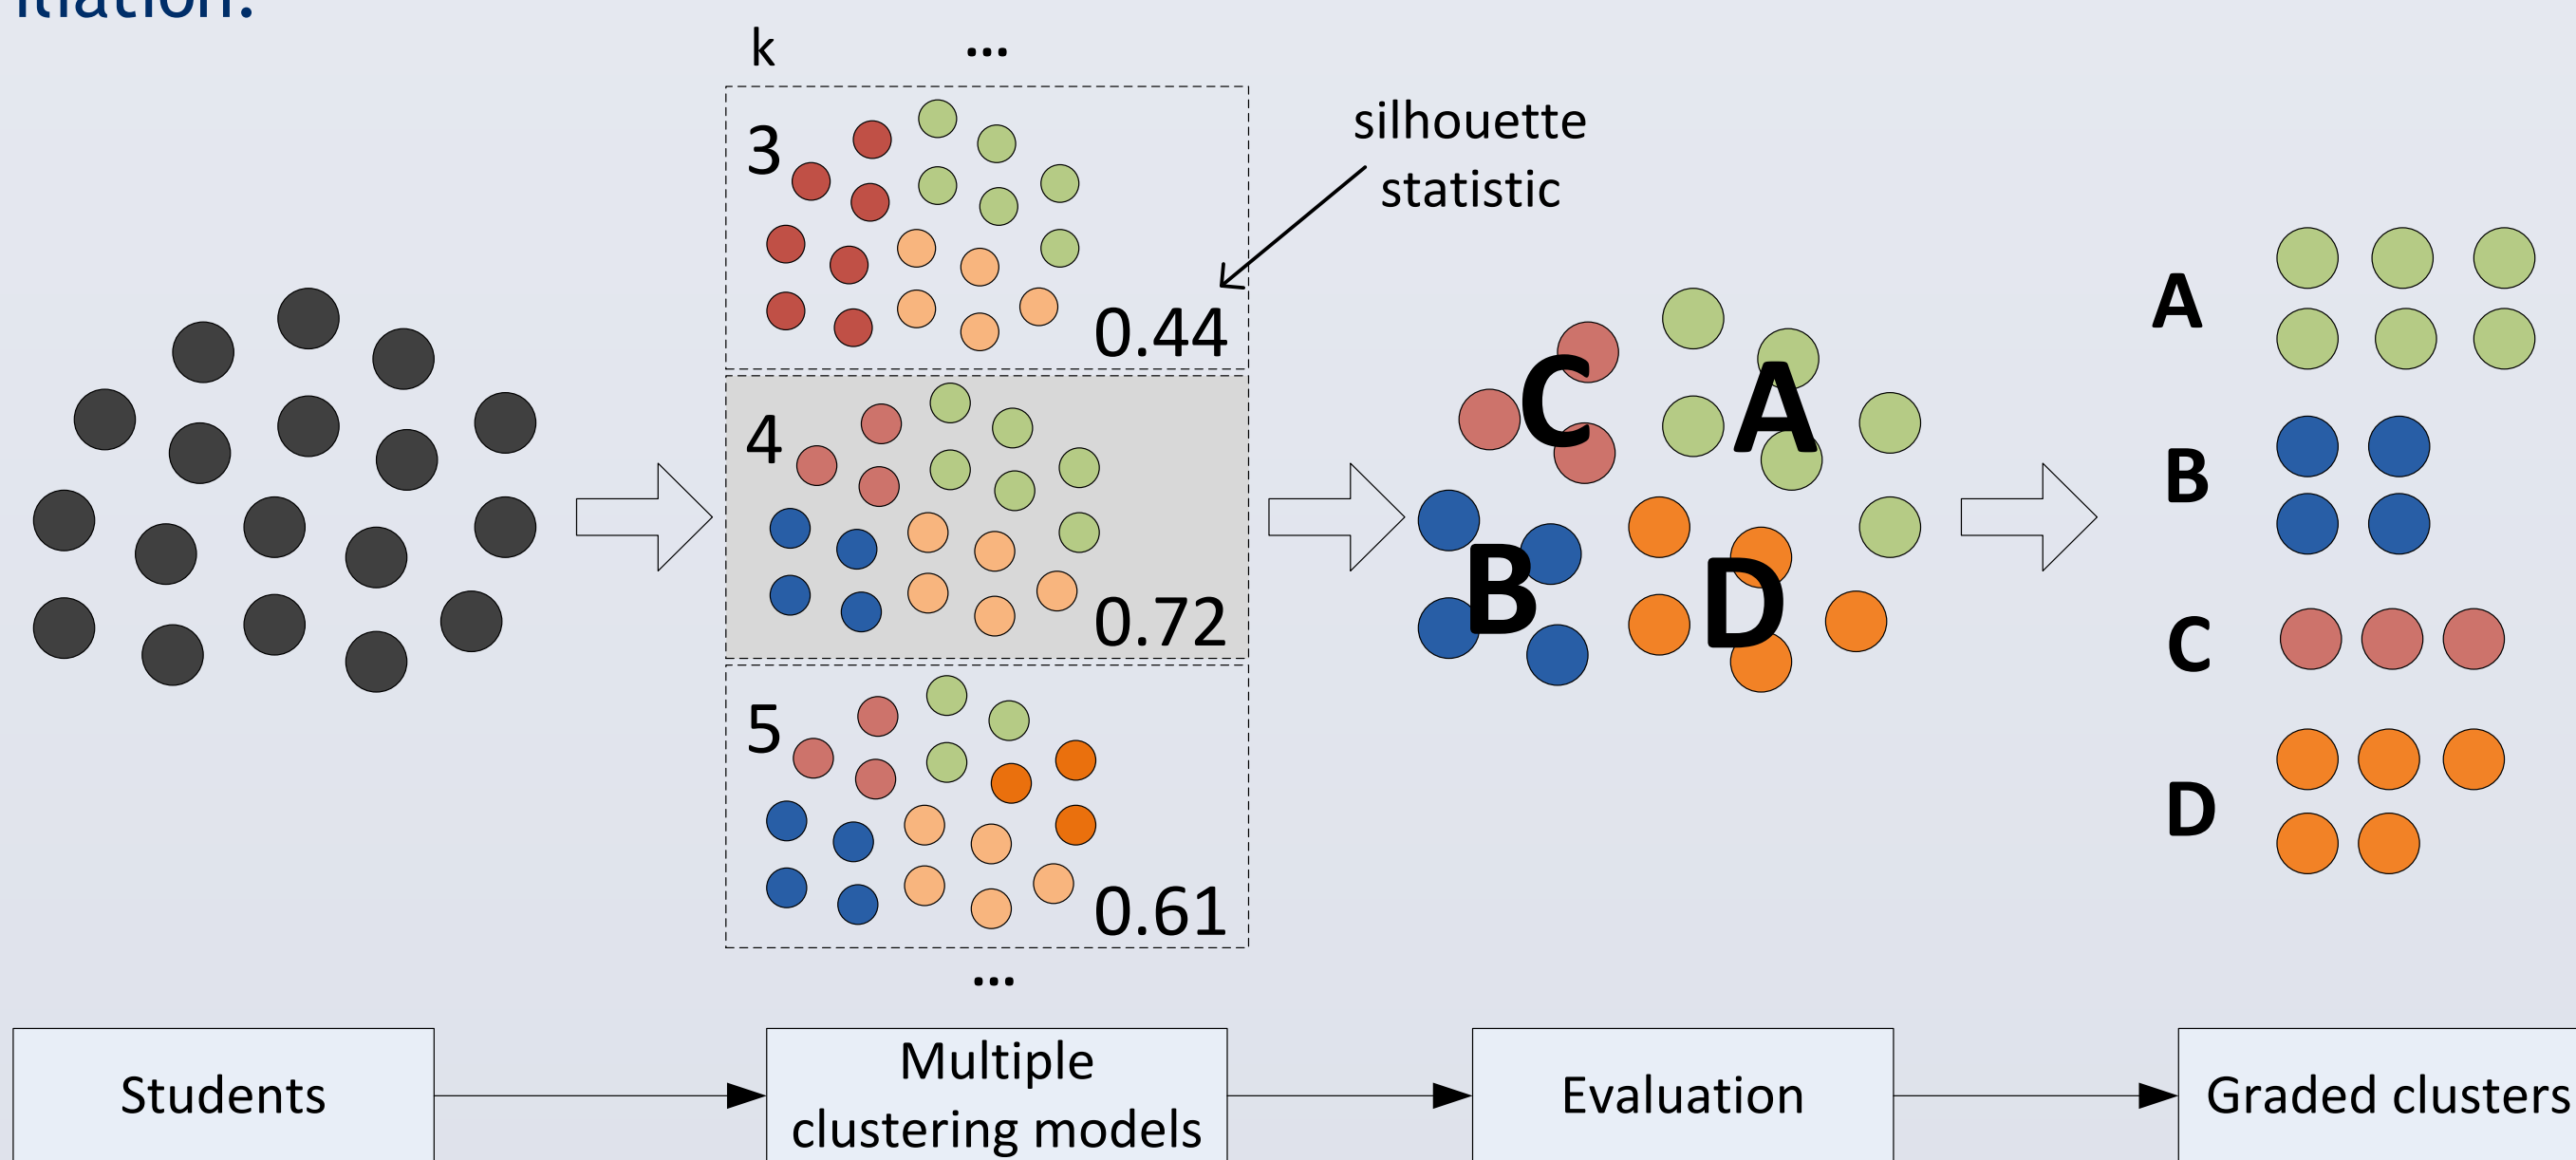 k
...
3
silhouette
statistic
0.44
4
0.72
5
0.61
...
C
A
B
D
A
B
C
D
Students
Multiple
clustering models
Evaluation
Graded clusters